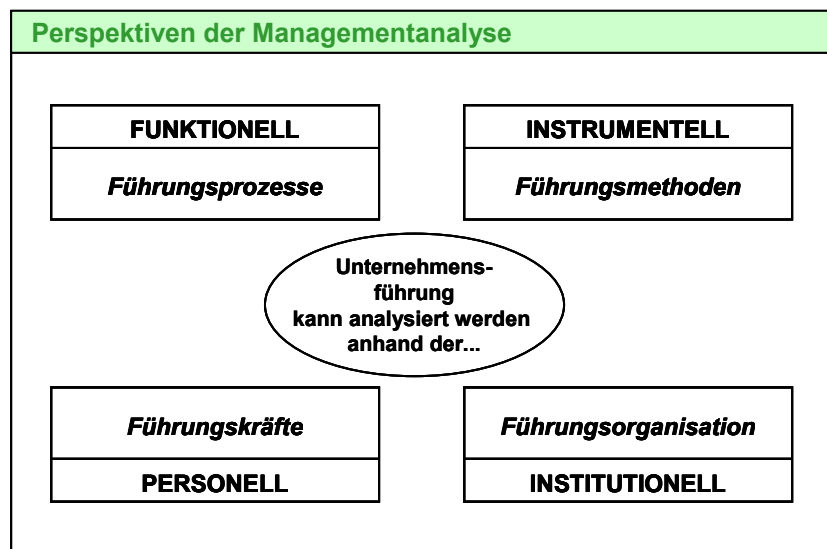 Perspektiven der Managementanalyse
FUNKTIONELL
Führungsprozesse
INSTRUMENTELL
Führungsmethoden
Unternehmens-
führung
kann analysiert werden
anhand der...
Führungskräfte
PERSONELL
Führungsorganisation
INSTITUTIONELL